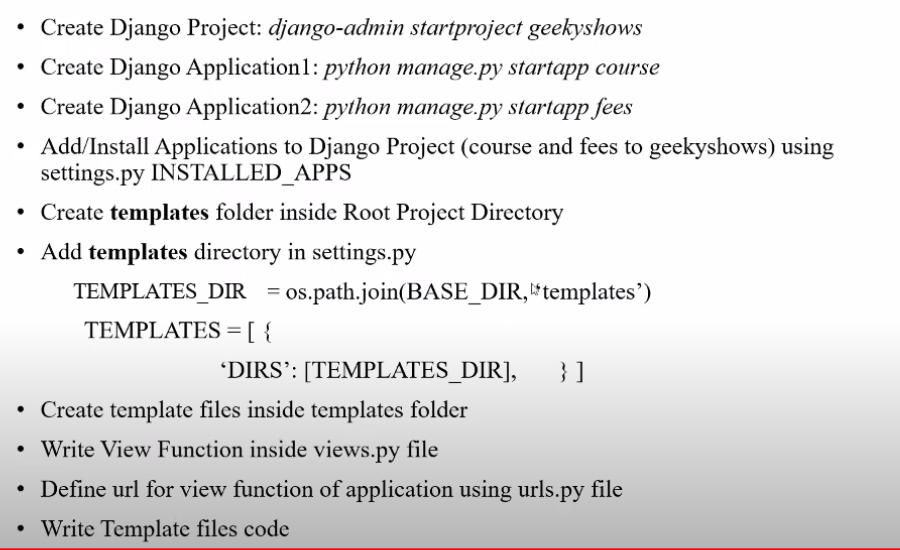 • Create Django Project: django-admin startproject geekyshows
• Create Django Application1: python manage.py startapp course
• Create Django Application2: python manage.py startapp fees
• Add/Install Applications to Django Project (course and fees to geekyshows) using
settings.py INSTALLED_APPS
• Create templates folder inside Root Project Directory
• Add templates directory in settings.py
TEMPLATES_DIR = os.path.join(BASE_DIR, ‘templates’)
TEMPLATES = [ {
‘DIRS’: [TEMPLATES_DIR], } ]
• Create template files inside templates folder
• Write View Function inside views.py file
• Define url for view function of application using urls.py file
• Write Template files code